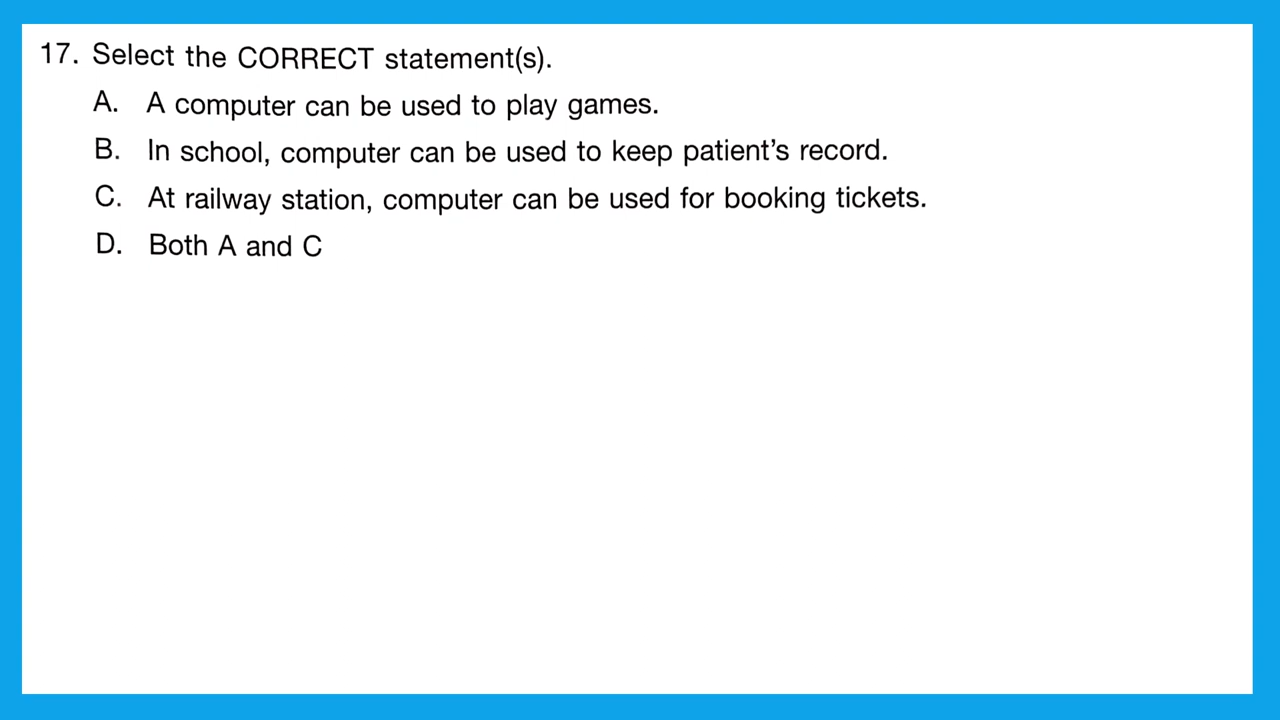 17. Select the CORRECT statement(s).
A. A computer can be used to play games.
B. In school, computer can be used to keep patient's record.
C. At railway station, computer can be used for booking tickets.
D. Both A and C